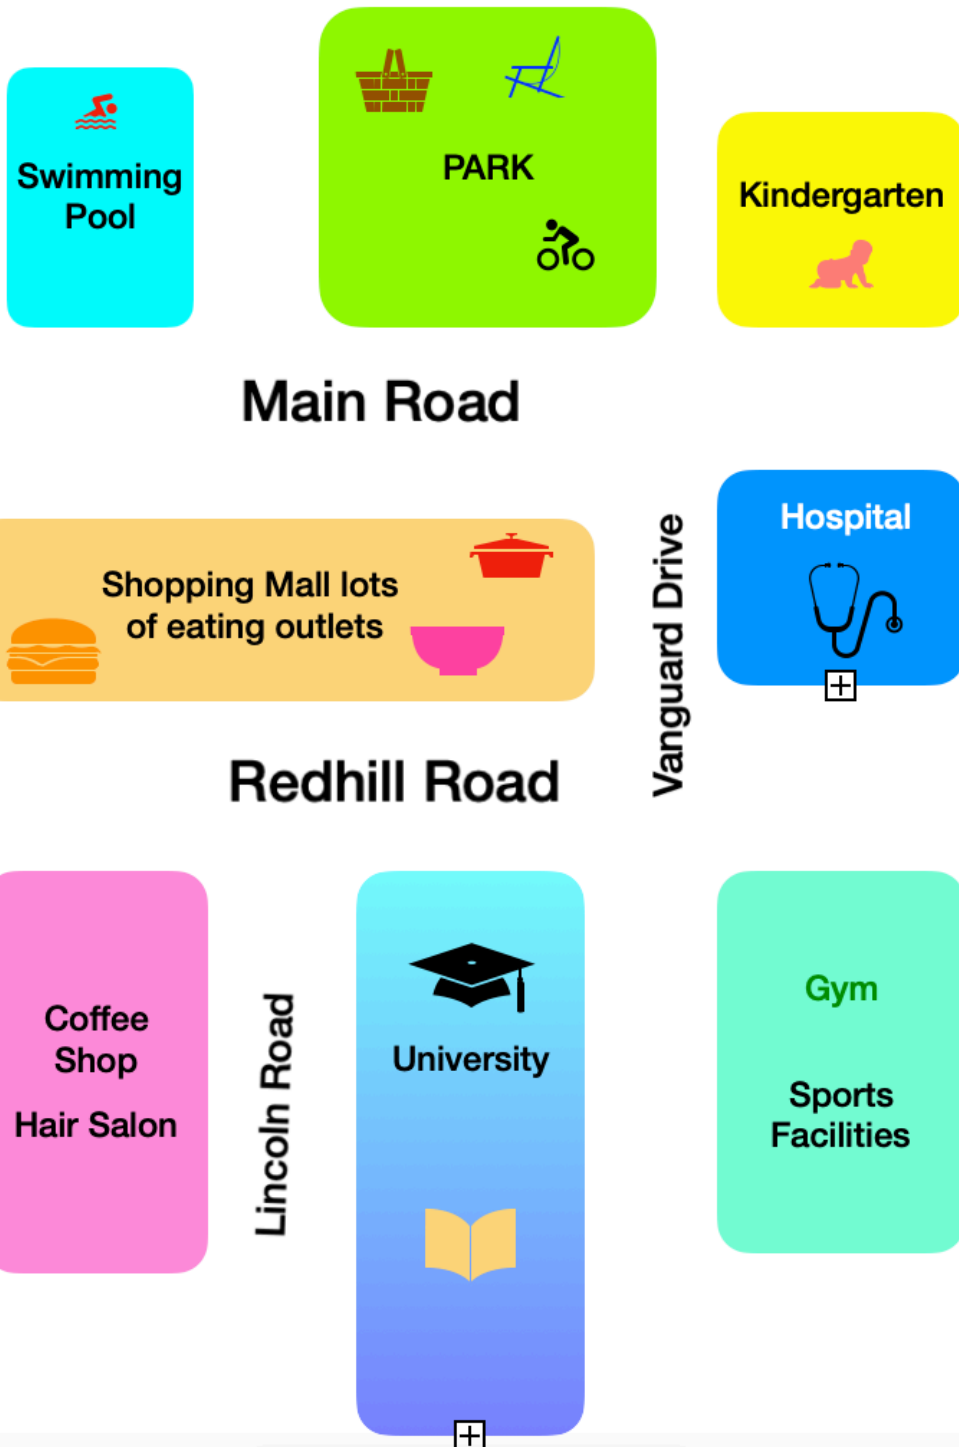 PARK
Swimming
Pool
Kindergarten
Main Road
Hospital
Shopping Mall lots
of eating outlets
Vanguard Drive
Redhill Road
Coffee
Shop
Hair Salon
Lincoln Road
University
Gym
Sports
Facilities